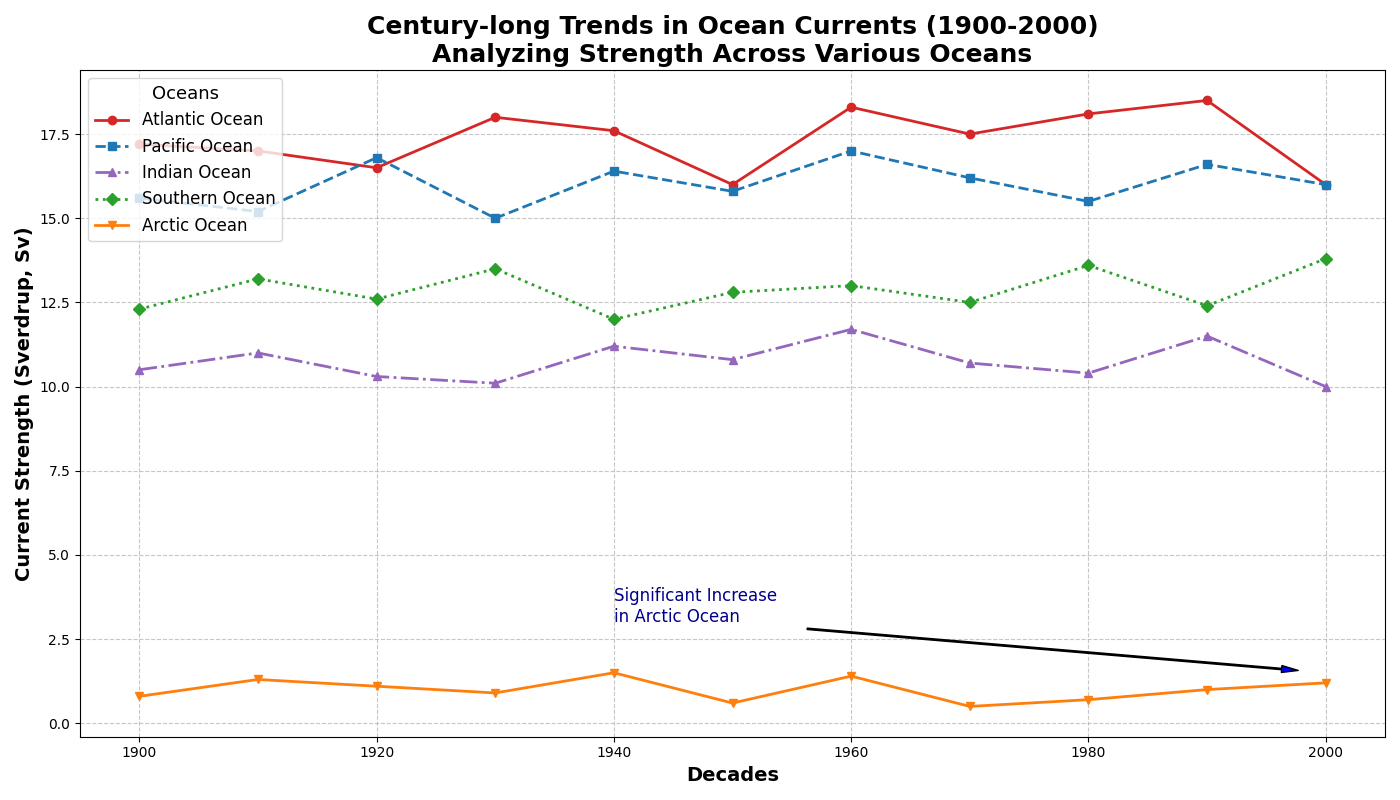 Century-long Trends in Ocean Currents (1900-2000)
Analyzing Strength Across Various Oceans
Current Strength (Sverdrup, Sv)
17.5
15.0
12.5
10.0
7.5
5.0
2.5
0.0
Oceans
Atlantic Ocean
Pacific Ocean
Indian Ocean
Southern Ocean
Arctic Ocean
Significant Increase
in Arctic Ocean
1900 1920 1940 1960 1980 2000
Decades